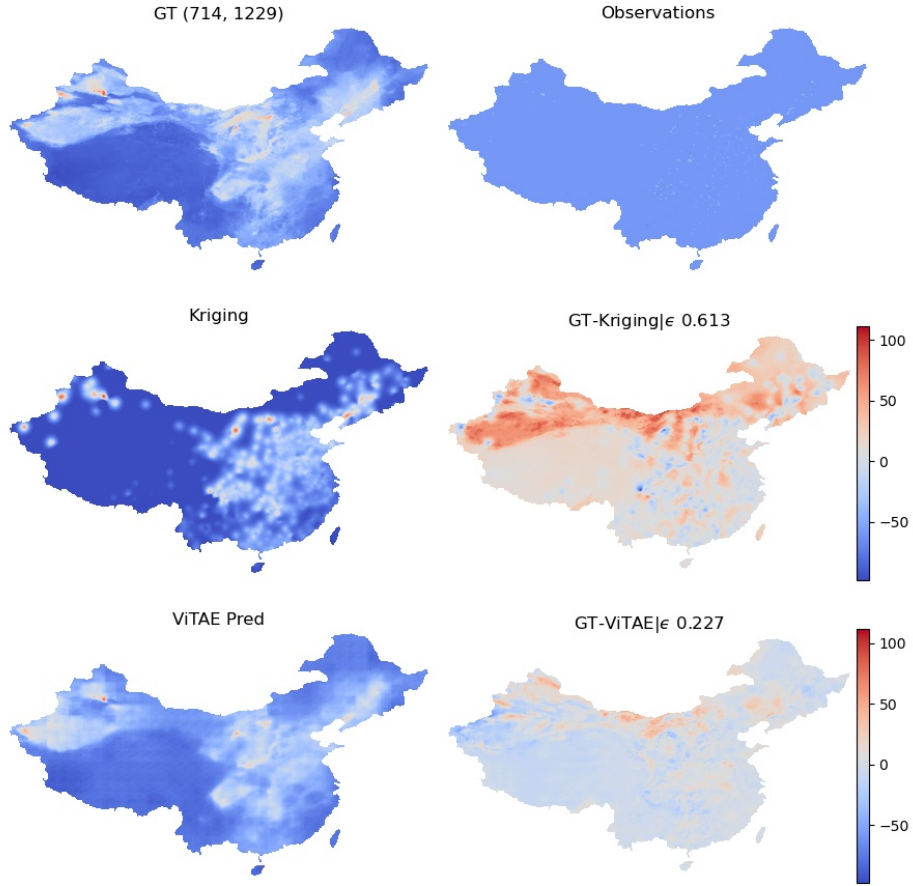 GT (714, 1229)
Observations
Kriging
GT-Kriging|ϵ 0.613
100
50
0
−50
ViTAE Pred
GT-ViTAE|ϵ 0.227
100
50
0
−50